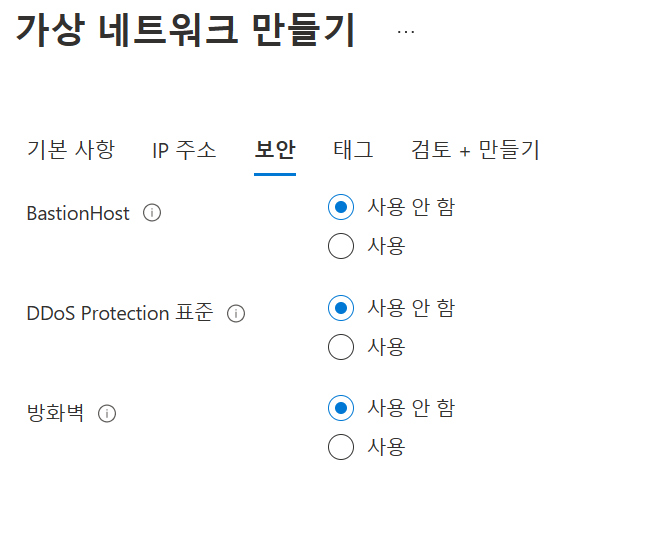 가상 네트워크 만들기 ...
기본 사항 IP 주소 보안 태그 검토 + 만들기
BastionHost 사용 안 함
사용
DDoS Protection 표준 사용 안 함
사용
방화벽 사용 안 함
사용